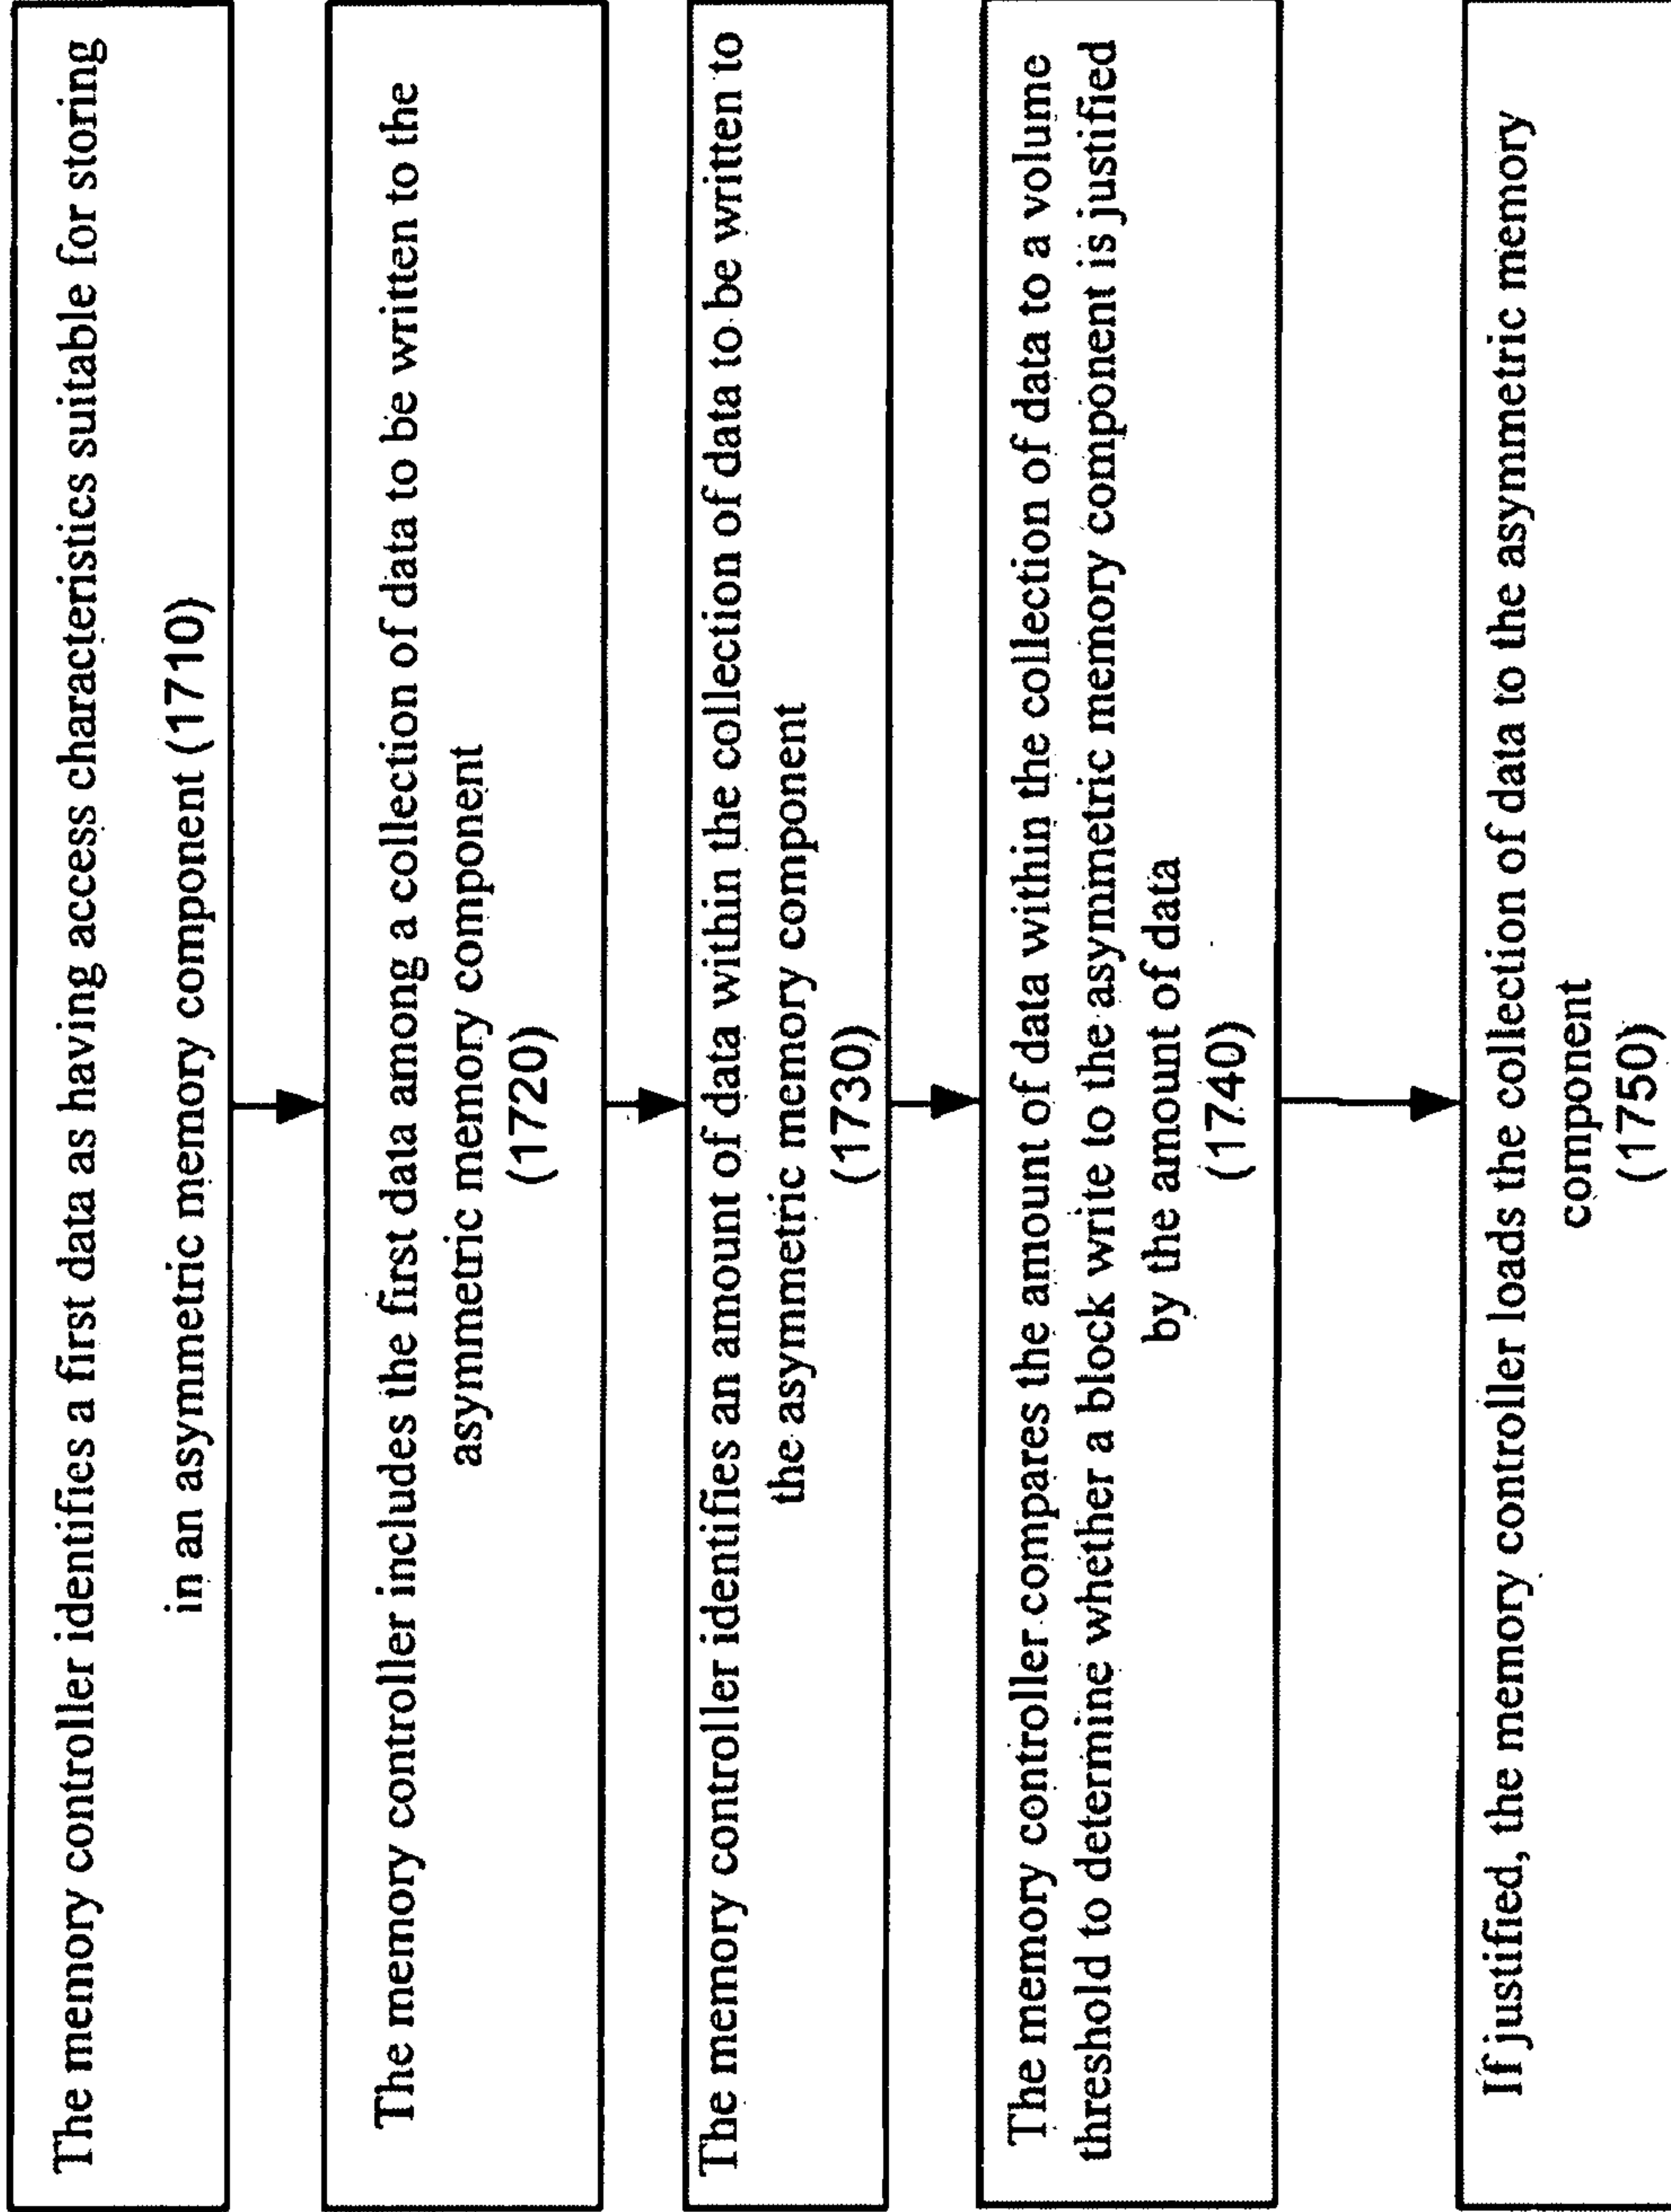 The memory controller identifies a first data as having access characteristics suitable for storing
in an asymmetric memory component (1710)
The memory controller includes the first data among a collection of data to be written to the
asymmetric memory component
(1720)
The memory controller identifies an amount of data within the collection of data to be written to
the asymmetric memory component
(1730)
The memory controller compares the amount of data within the collection of data to a volume
threshold to determine whether a block write to the asymmetric memory component is justified
by the amount of data
(1740)
If justified, the memory controller loads the collection of data to the asymmetric memory
component
(1750)